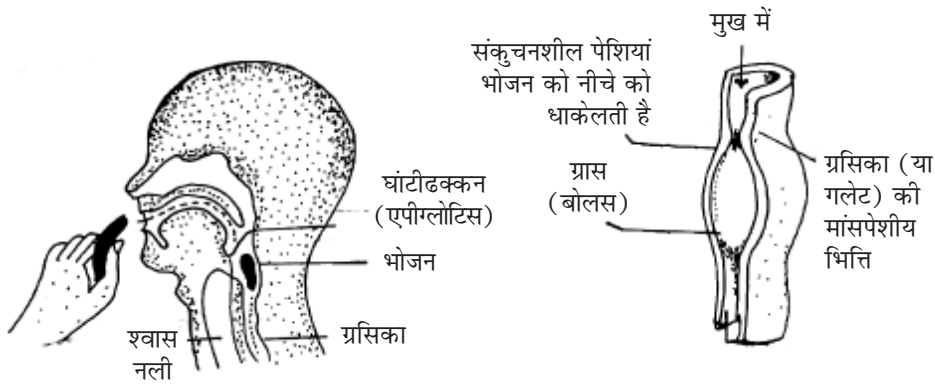 घांटीढक्कन
(एपीग्लोटिस)
भोजन
श्वास
नली
ग्रसिका
मुख में
संकुचनशील पेशियां
भोजन को नीचे को
धाकेलती है
ग्रास
(बोलस)
ग्रसिका (या
गलेट) की
मांसपेशीय
भित्ति